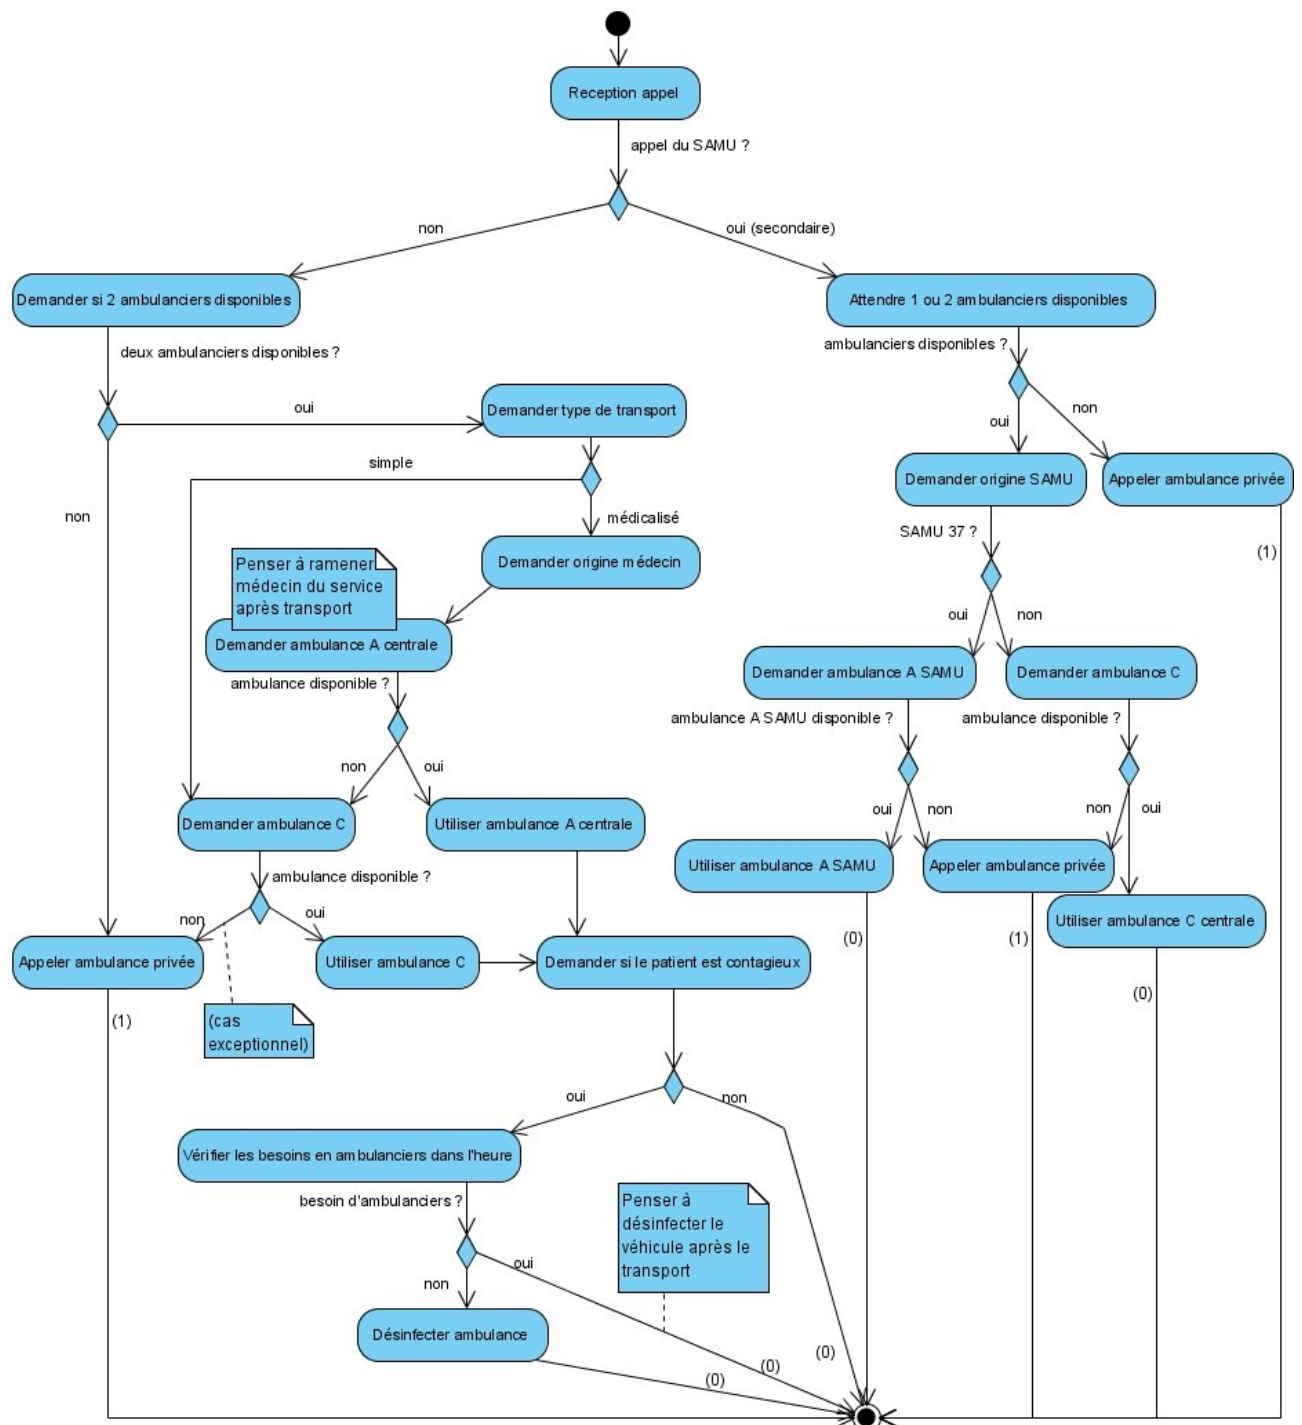 Reception appel
appel du SAMU ?
non
oui (secondaire)
Demander si 2 ambulanciers disponibles
Attendre 1 ou 2 ambulanciers disponibles
deux ambulanciers disponibles ?
ambulanciers disponibles ?
oui
Demander type de transport
non
oui
simple
Demander origine SAMU
Appeler ambulance privée
non
médicalisé
SAMU 37 ?
(1)
Penser à ramener
médecin du service
après transport
Demander origine médecin
oui
non
Demander ambulance A centrale
Demander ambulance A SAMU
Demander ambulance C
ambulance disponible ?
ambulance A SAMU disponible ?
ambulance disponible ?
non
oui
oui
non
non
oui
Demander ambulance C
Utiliser ambulance A centrale
Utiliser ambulance A SAMU
Appeler ambulance privée
ambulance disponible ?
non
oui
Utiliser ambulance C centrale
(0)
(1)
Appeler ambulance privée
Utiliser ambulance C
Demander si le patient est contagieux
(0)
(1)
(cas
exceptionnel)
oui
non
Vérifier les besoins en ambulanciers dans l'heure
besoin d'ambulanciers ?
Penser à
désinfecter le
véhicule après le
transport
oui
non
Désinfecter ambulance
(0)
(0)
(0)